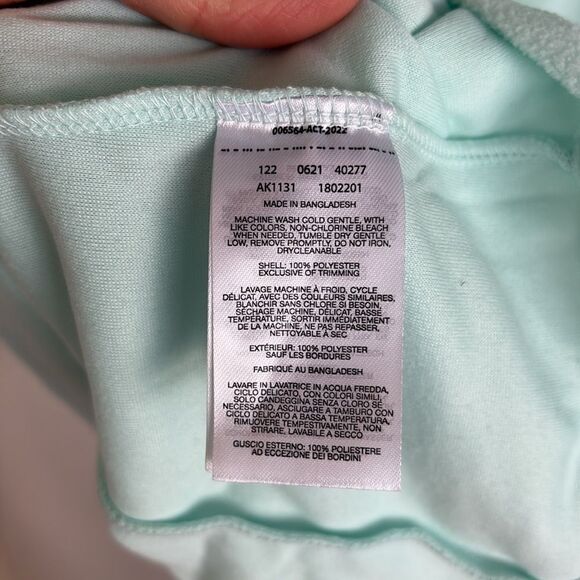 006564-ACT-2022
122 0621 40277
AK1131 1802201
MADE IN BANGLADESH
MACHINE WASH COLD GENTLE, WITH
LIKE COLORS, NON-CHLORINE BLEACH
WHEN NEEDED, TUMBLE DRY GENTLE
LOW, REMOVE PROMPTLY, DO NOT IRON,
DRYCLEANABLE
SHELL: 100% POLYESTER
EXCLUSIVE OF TRIMMING
LAVAGE MACHINE À FROID, CYCLE
DÉLICAT, AVEC DES COULEURS SIMILAIRES,
BLANCHIR SANS CHLORE SI BESOIN,
SÉCHAGE MACHINE, DÉLICAT, BASSE
TEMPÉRATURE, SORTIR IMMÉDIATEMENT
DE LA MACHINE, NE PAS REPASSER,
NETTOYABLE À SEC
EXTÉRIEUR: 100% POLYESTER
SAUF LES BORDURES
FABRIQUÉ AU BANGLADESH
LAVARE IN LAVATRICE IN ACQUA FREDDA,
CICLO DELICATO, CON COLORI SIMILI,
SOLO CANDEGGINA SENZA CLORO SE
NECESSARIO, ASCIUGARE A TAMBURO CON
CICLO DELICATO A BASSA TEMPERATURA,
RIMUOVERE TEMPESTIVAMENTE, NON
STIRARE, LAVABILE A SECCO
GUSCIO ESTERNO: 100% POLIESTERE
AD ECCEZIONE DEI BORDINI